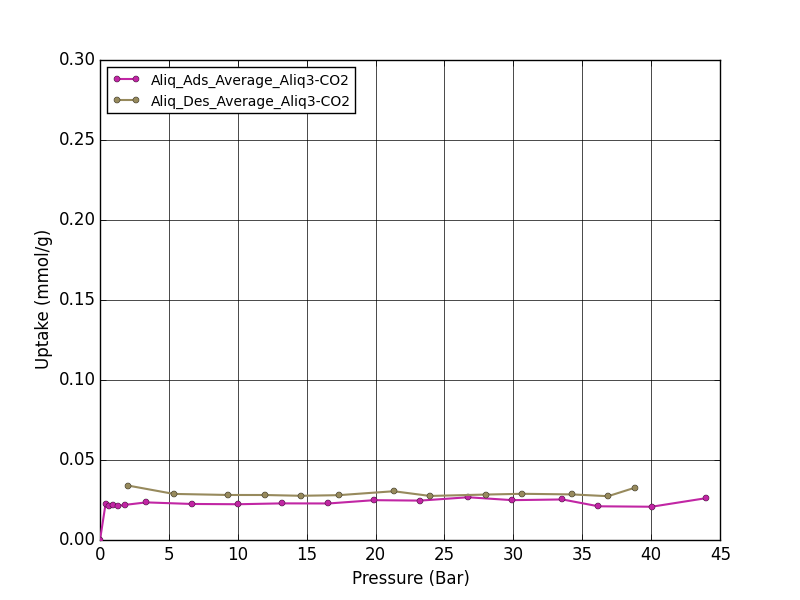 Aliq_Ads_Average_Aliq3-CO2
Aliq_Des_Average_Aliq3-CO2
0.30
0.25
0.20
0.15
0.10
0.05
0.00
Uptake (mmol/g)
0 5 10 15 20 25 30 35 40 45
Pressure (Bar)